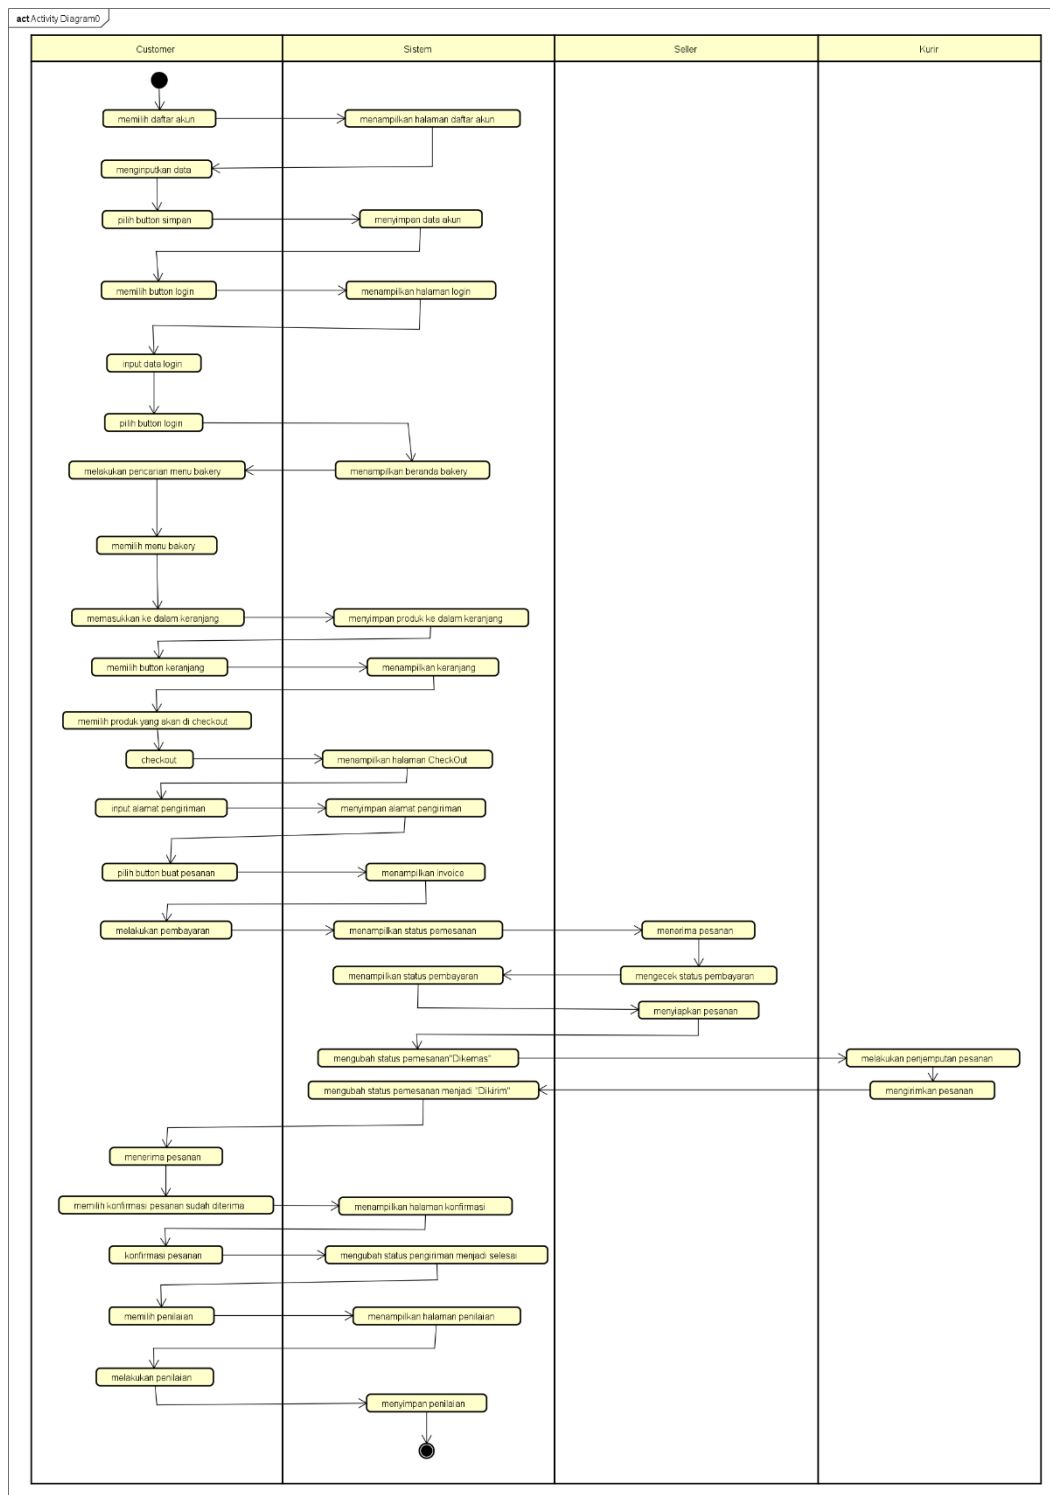 act Activity Diagram0
Customer
Sistem
Seller
Kurir
memilih daftar akun
menampilkan halaman daftar akun
menginputkan data
pilih button simpan
menyimpan data akun
memilih button login
menampilkan halaman login
input data login
pilih button login
melakukan pencarian menu bakery
menampilkan beranda bakery
memilih menu bakery
memasukkan ke dalam keranjang
menyimpan produk ke dalam keranjang
memilih button keranjang
menampilkan keranjang
memilih produk yang akan di checkout
checkout
menampilkan halaman CheckOut
input alamat pengiriman
menyimpan alamat pengiriman
pilih button buat pesanan
menampilkan invoice
melakukan pembayaran
menampilkan status pemesanan
menerima pesanan
menampilkan status pembayaran
mengecek status pembayaran
menyiapkan pesanan
mengubah status pemesanan"Dikemas"
melakukan penjemputan pesanan
mengubah status pemesanan menjadi "Dikirim"
mengirimkan pesanan
menerima pesanan
memilih konfirmasi pesanan sudah diterima
menampilkan halaman konfirmasi
konfirmasi pesanan
mengubah status pengiriman menjadi selesai
memilih penilaian
menampilkan halaman penilaian
melakukan penilaian
menyimpan penilaian